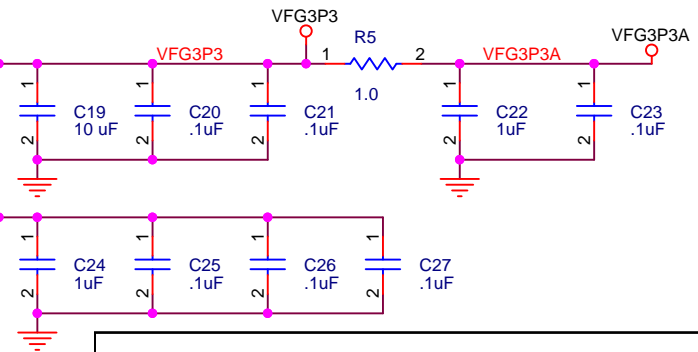 VFG3P3
R5
VFG3P3A
VFG3P3
1
2
VFG3P3A
1.0
1
1
1
1
1
C19
10 uF
C20
.1uF
C21
.1uF
C22
1uF
C23
.1uF
2
2
2
2
2
1
1
1
1
C24
1uF
C25
.1uF
C26
.1uF
C27
.1uF
2
2
2
2